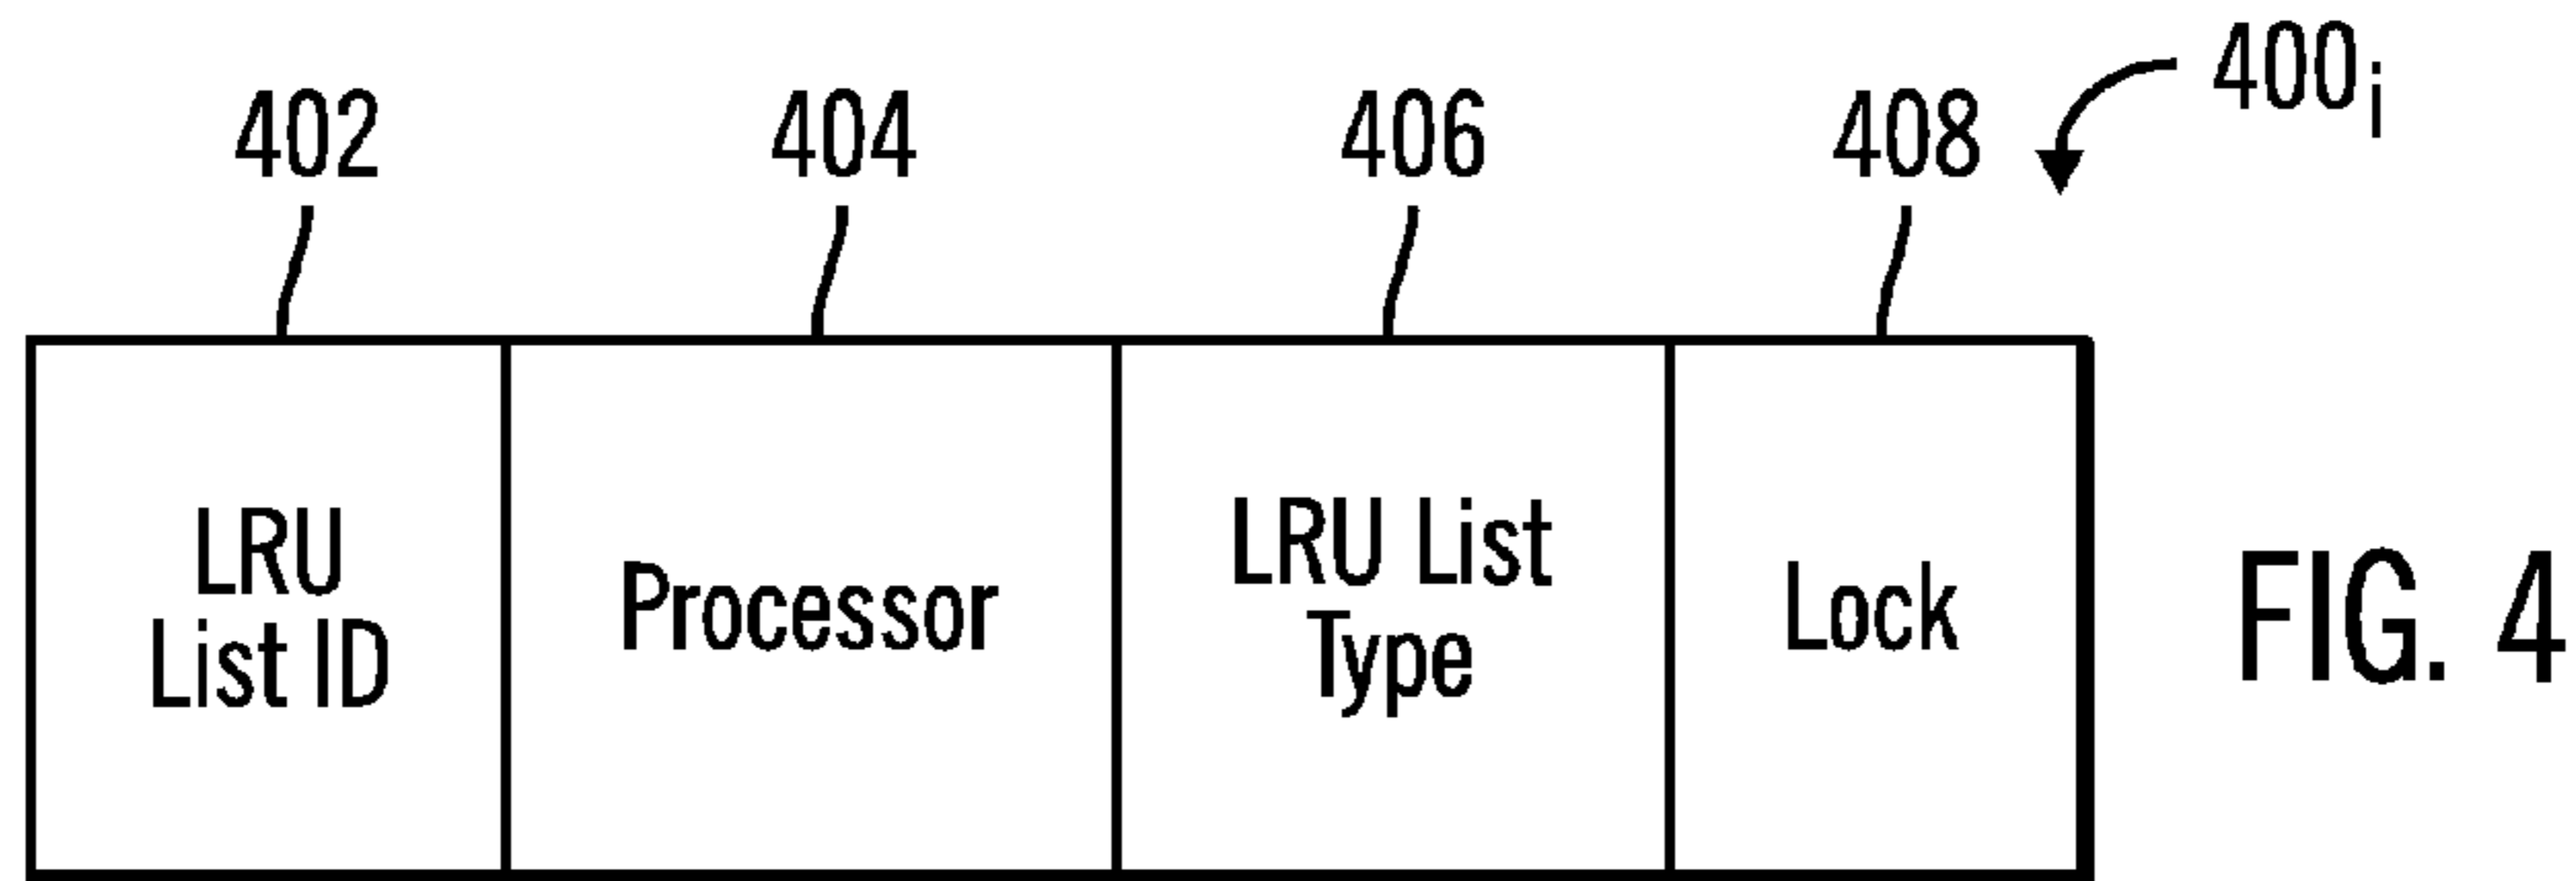 400i
402 404 406 408
LRU
List ID
Processor
LRU List
Type
Lock
FIG. 4